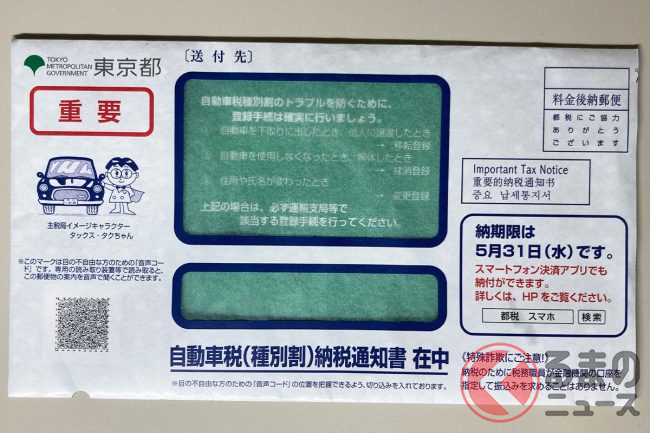 TOKYO
METROPOLITAN
GOVERNMENT
東京都
〔送付先〕
重要
自動車税種別割のトラブルを防ぐために、
登録手続は確実に行いましょう。
① 自動車を下取りに出したとき、他人に譲渡したとき
→ 移転登録
② 自動車を使用しなくなったとき、解体したとき
→ 抹消登録
③ 住所や氏名が変わったとき
変更登録
上記の場合は、必ず運輸支局等で
該当する登録手続を行ってください。
料金後納郵便
都税にご協力
ありがとう
ございます
Important Tax Notice
重要的纳税通知书
중요 납세통지서
主税局イメージキャラクター
タックス・タクちゃん
※このマークは目の不自由な方のための「音声コー
ド」です。専用の読み取り装置等で読み取ると、
この郵便物の案内を音声で聞くことができます。
納期限は
5月31日(水)です。
スマートフォン決済アプリでも
納付ができます。
詳しくは、HPをご覧ください。
都税 スマホ 検索
自動車税(種別割)納税通知書 在中
※目の不自由な方のための「音声コード」の位置を把握できるよう、切り込みを入れております。
〈特殊詐欺にご注意!〉
納税のために税務職員が金融機関の口座を
指定して振込みを求めることはありません。
くるまの
ニュース